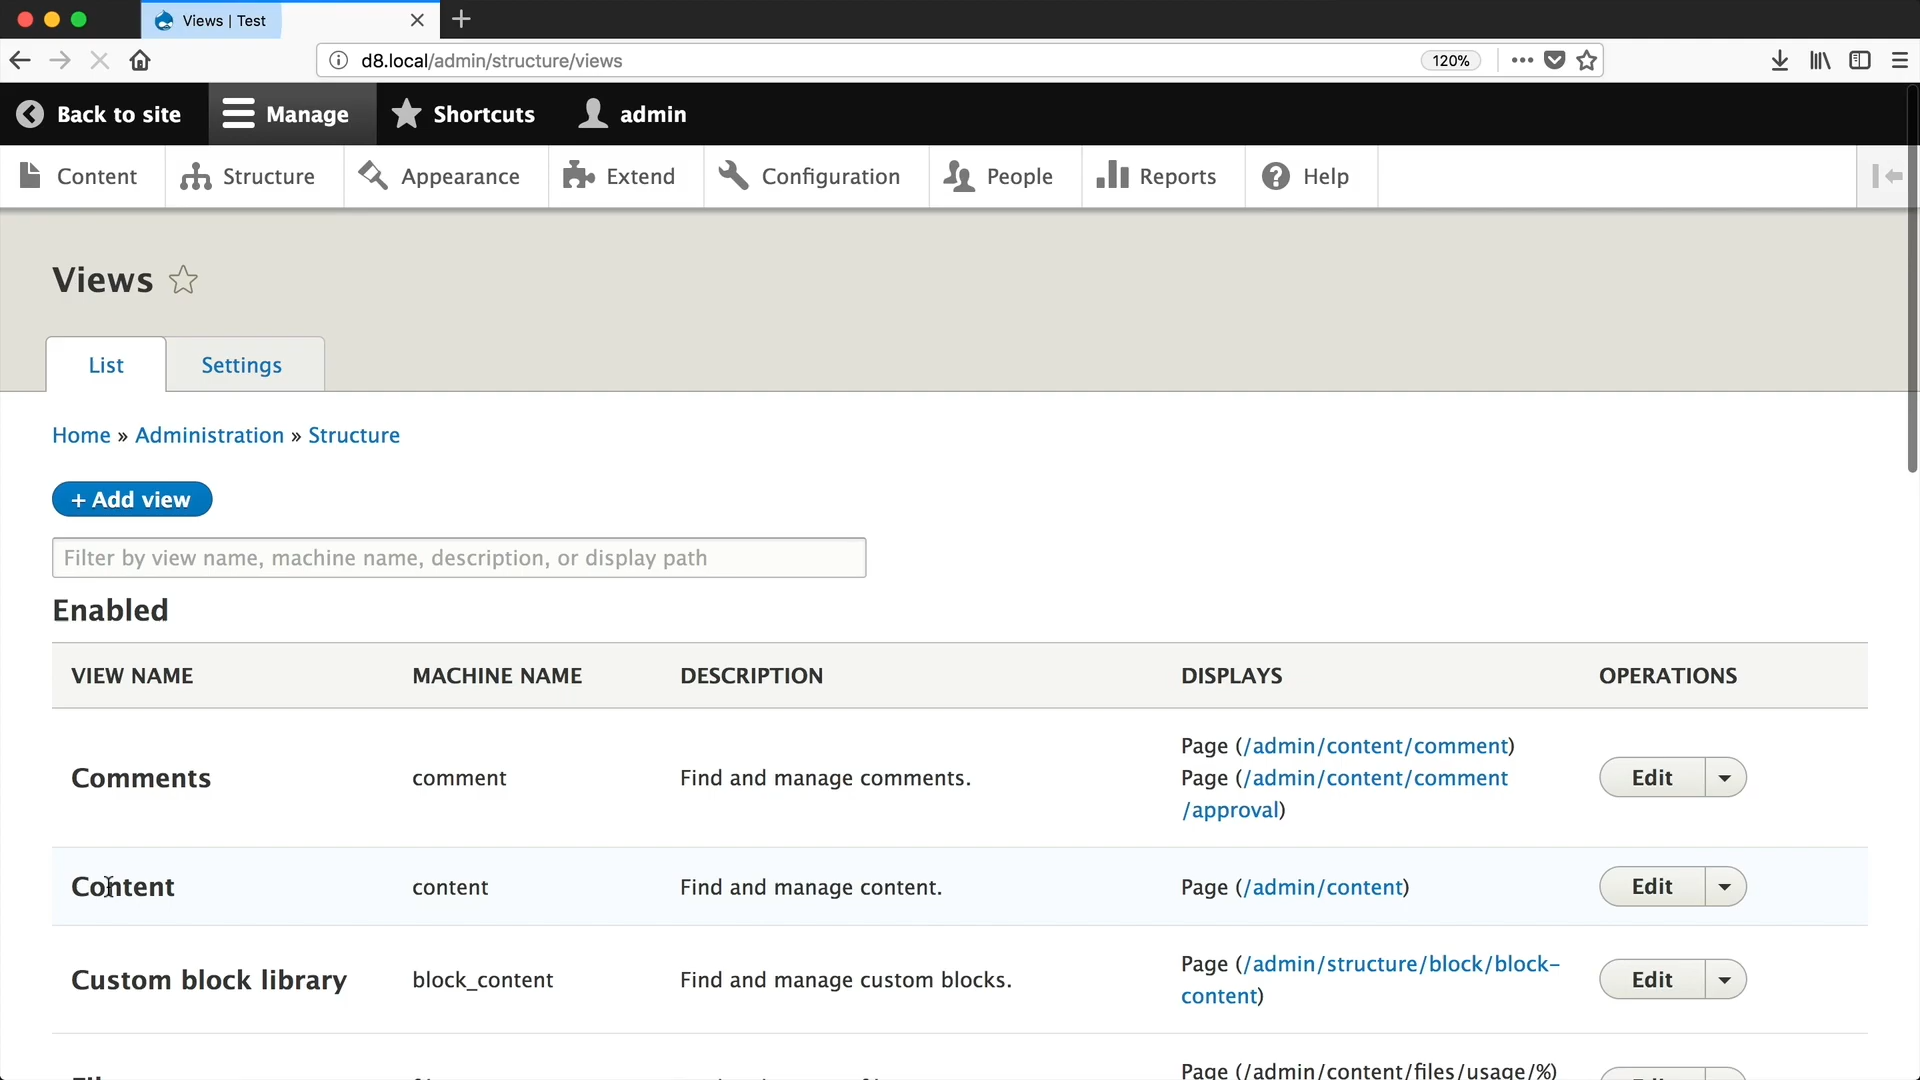 Views | Test
d8.local/admin/structure/views
120%
Back to site
Manage
Shortcuts
admin
Content
Structure
Appearance
Extend
Configuration
People
Reports
Help
Views
List
Settings
Home » Administration » Structure
+ Add view
Filter by view name, machine name, description, or display path
Enabled
VIEW NAME MACHINE NAME DESCRIPTION DISPLAYS OPERATIONS
Comments comment Find and manage comments. Page (/admin/content/comment)
Page (/admin/content/comment
/approval)
Edit
Content content Find and manage content. Page (/admin/content) Edit
Custom block library block_content Find and manage custom blocks. Page (/admin/structure/block/block-
content)
Edit
Page (/admin/content/files/usage/%)